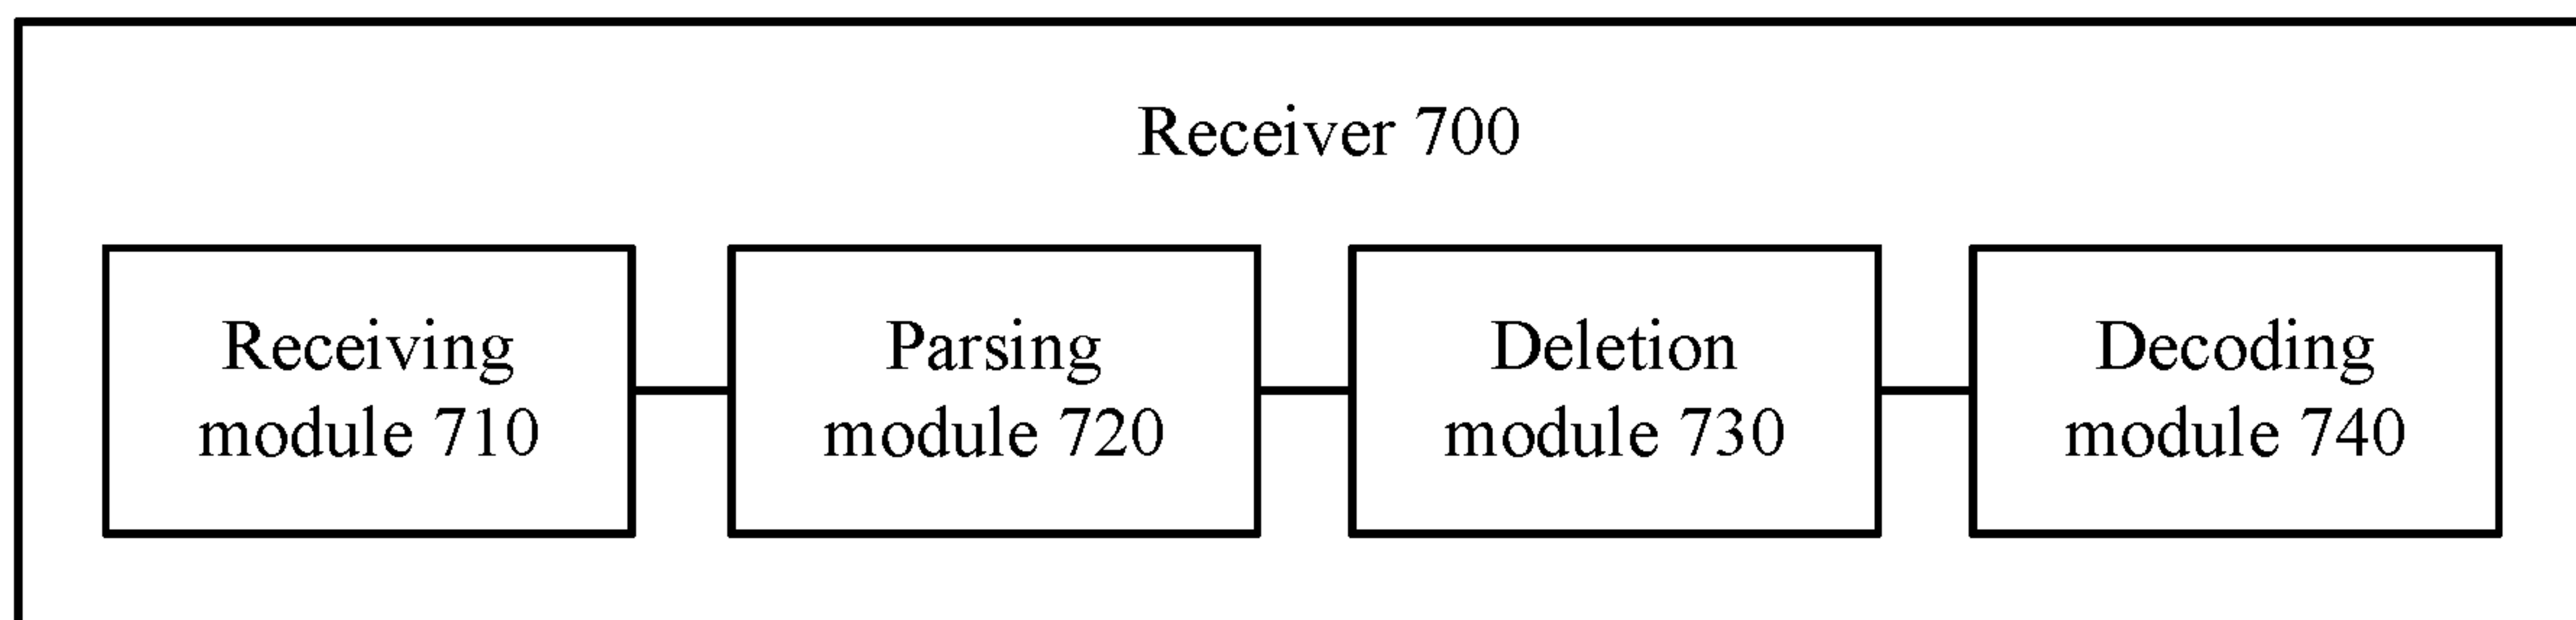 Receiver 700
Receiving
module 710
Parsing
module 720
Deletion
module 730
Decoding
module 740